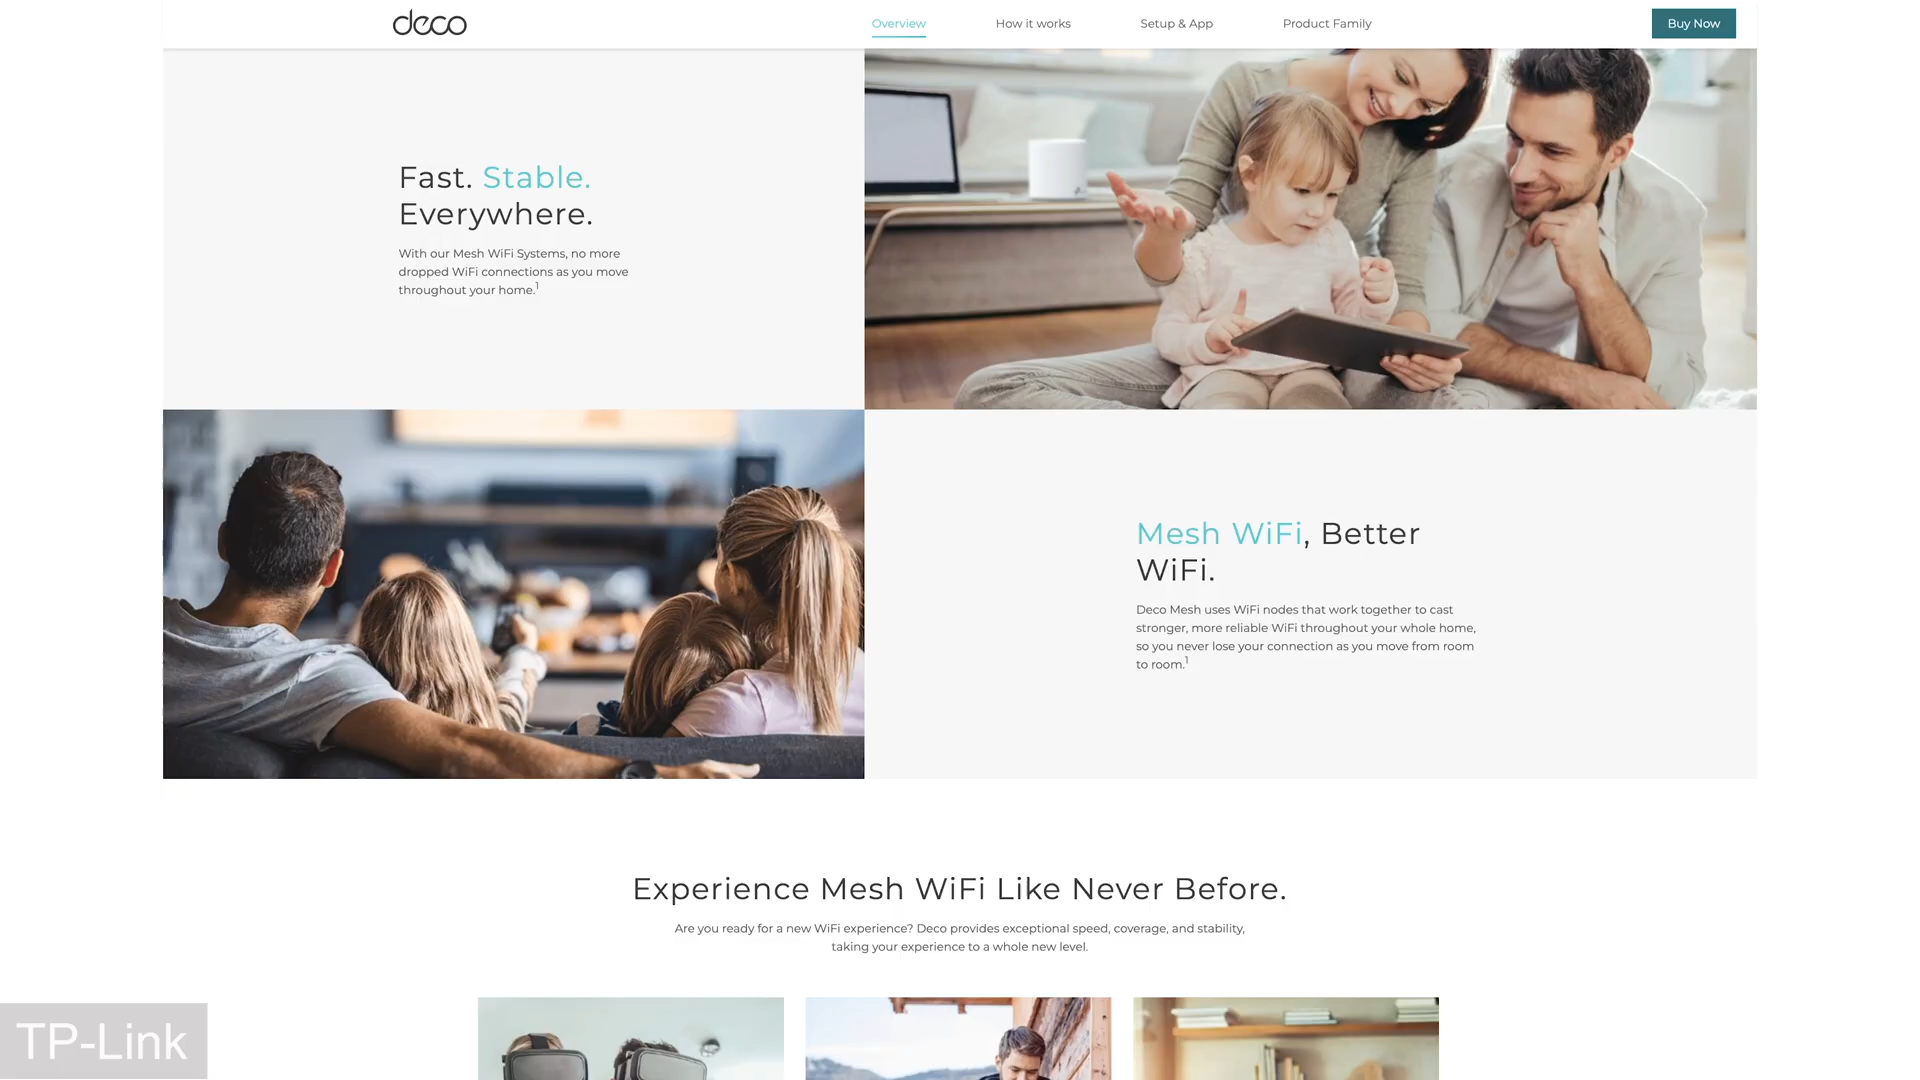 deco
Overview
How it works
Setup & App
Product Family
Buy Now
Fast. Stable.
Everywhere.
With our Mesh WiFi Systems, no more
dropped WiFi connections as you move
throughout your home.1
Mesh WiFi, Better
WiFi.
Deco Mesh uses WiFi nodes that work together to cast
stronger, more reliable WiFi throughout your whole home,
so you never lose your connection as you move from room
to room.1
Experience Mesh WiFi Like Never Before.
Are you ready for a new WiFi experience? Deco provides exceptional speed, coverage, and stability,
taking your experience to a whole new level.
TP-Link